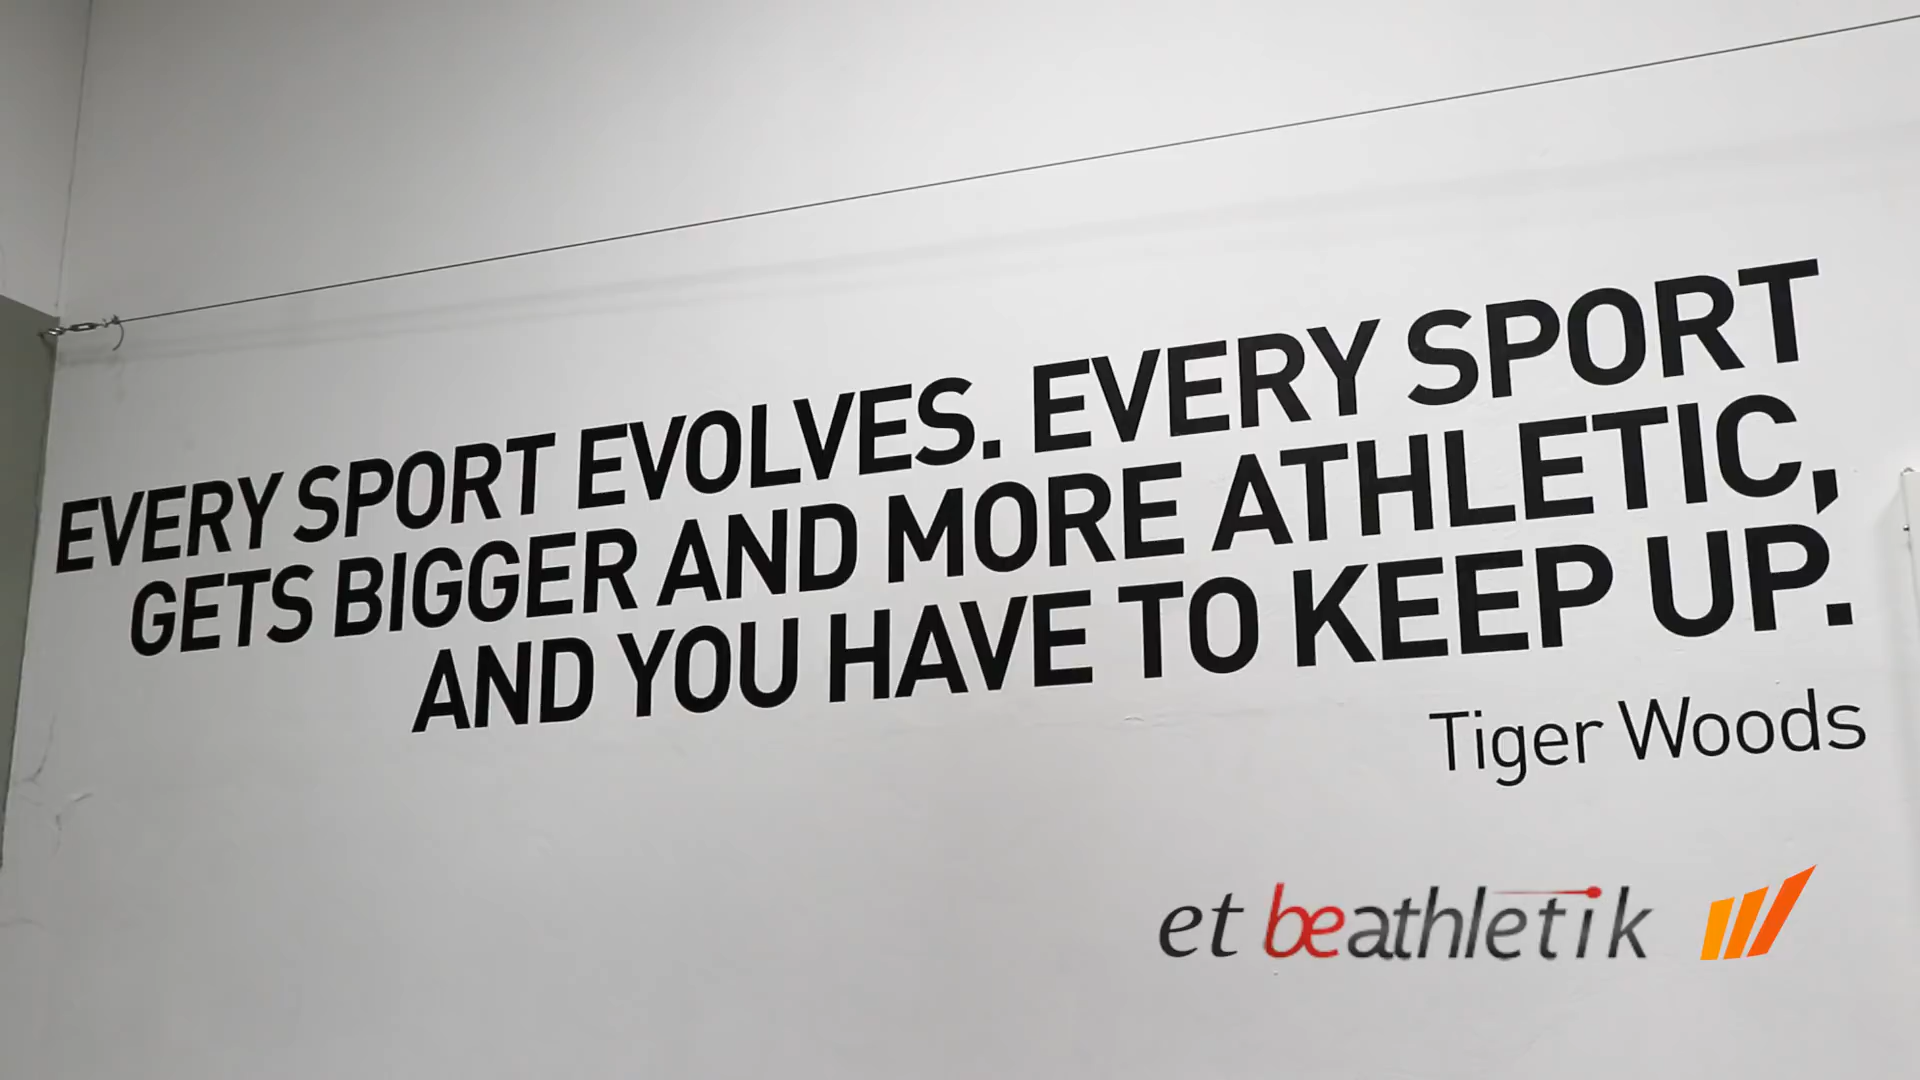 EVERY SPORT EVOLVES. EVERY SPORT
GETS BIGGER AND MORE ATHLETIC,
AND YOU HAVE TO KEEP UP.
Tiger Woods
et beathletik